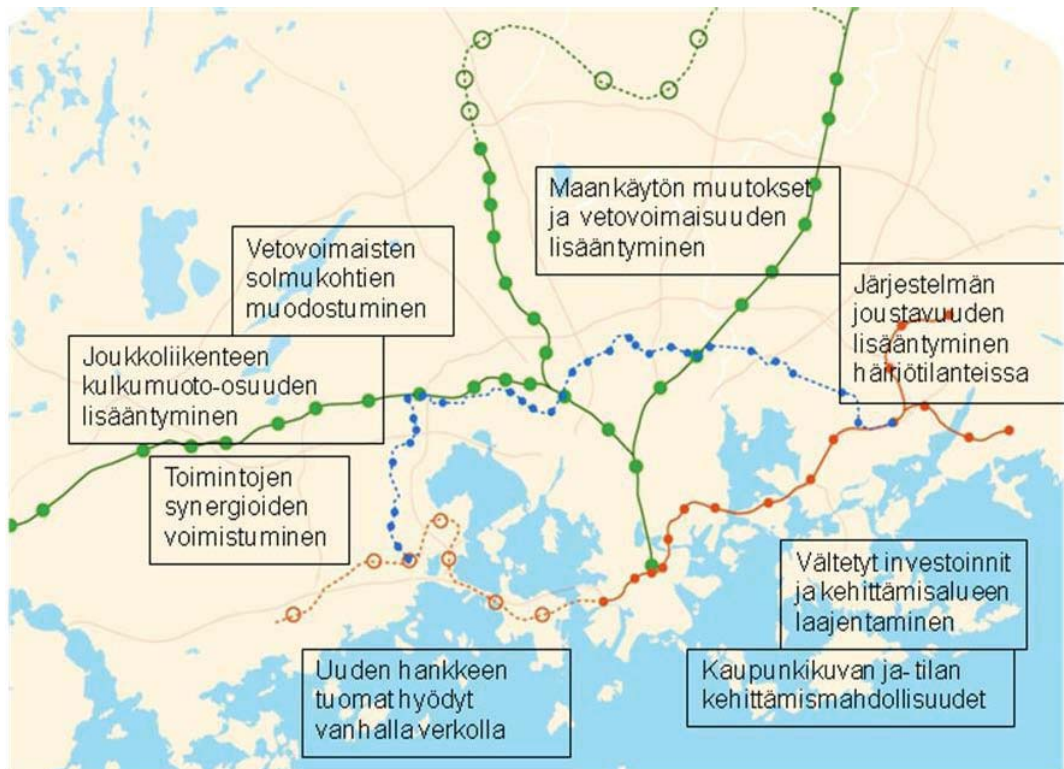 Maankäytön muutokset
ja vetovoimaisuuden
lisääntyminen
Vetovoimaisten
solmukohtien
muodostuminen
Järjestelmän
joustavuuden
lisääntyminen
häiriötilanteissa
Joukkoliikenteen
kulkumuoto-osuuden
lisääntyminen
Toimintojen
synergioiden
voimistuminen
Vältetyt investoinnit
ja kehittämisalueen
laajentaminen
Uuden hankkeen
tuomat hyödyt
vanhalla verkolla
Kaupunkikuvan ja- tilan
kehittämismahdollisuudet